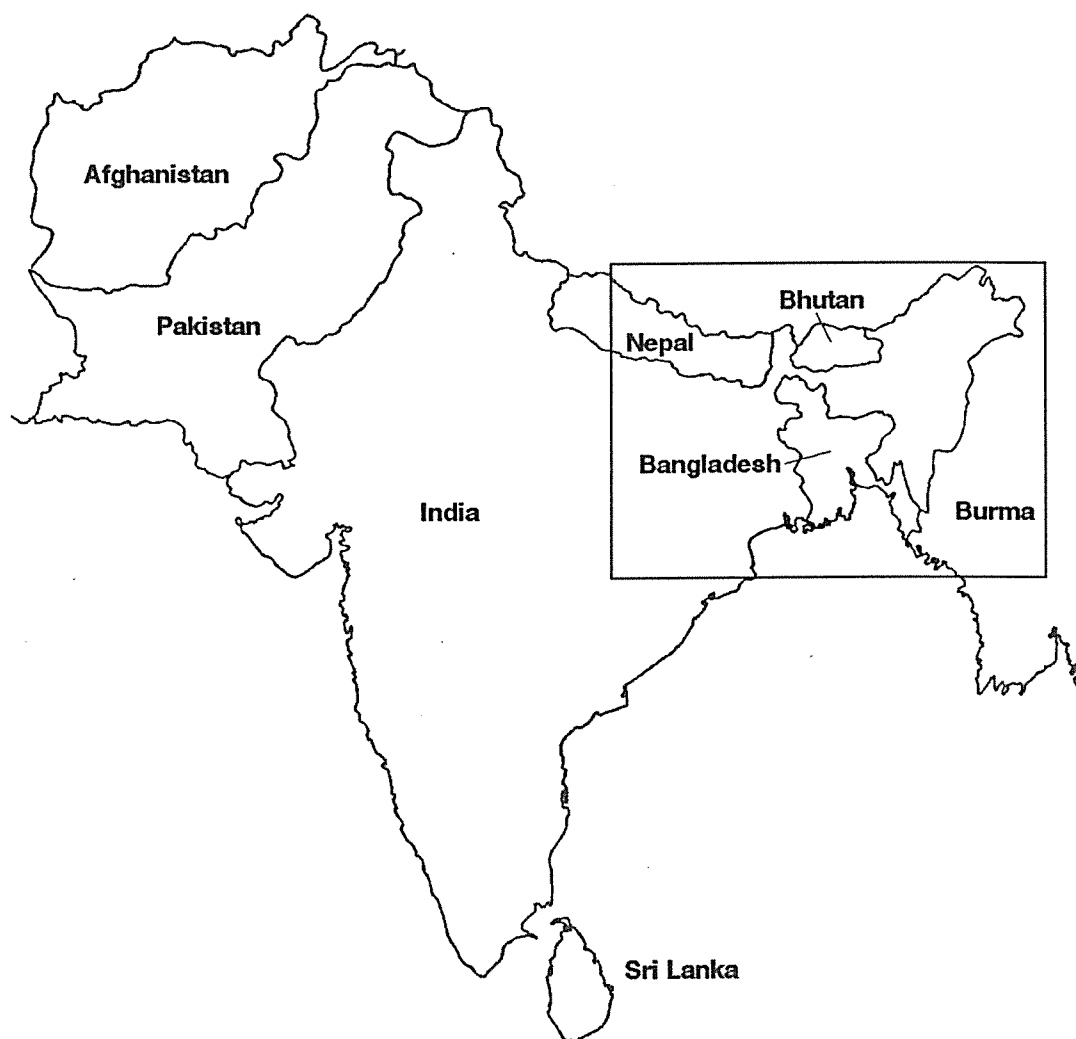 Afghanistan
Pakistan
Bhutan
Nepal
Bangladesh
India
Burma
Sri Lanka